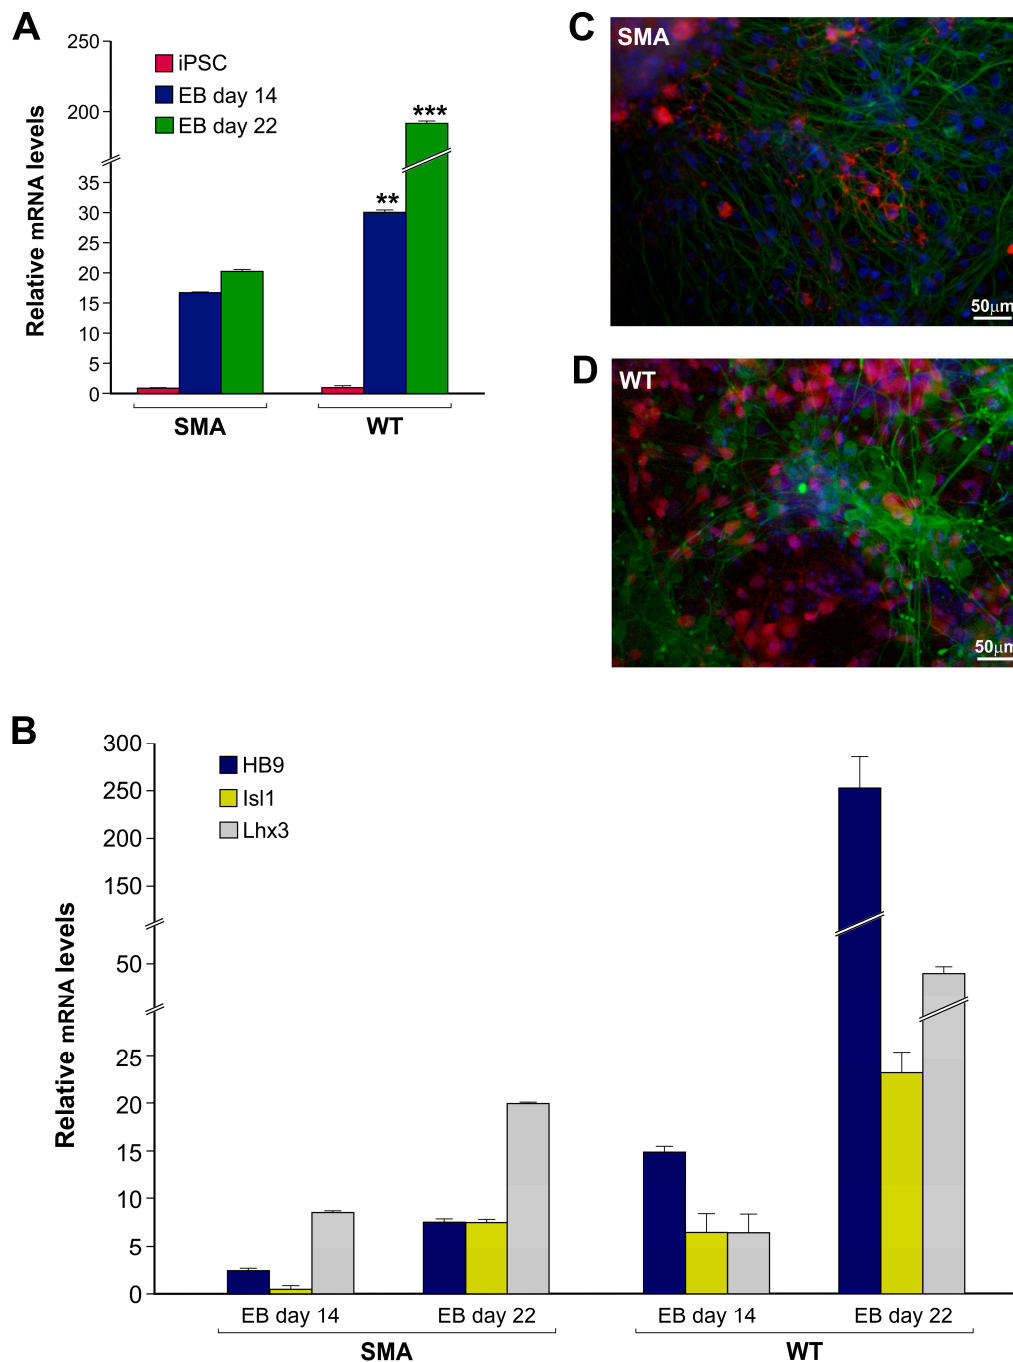 A
250
200
35
30
25
20
15
10
5
0
Relative mRNA levels
iPSC
EB day 14
EB day 22
**
***
SMA
WT
C
SMA
50μm
D
WT
50μm
B
300
250
200
150
50
25
20
15
10
5
0
Relative mRNA levels
HB9
Isl1
Lhx3
EB day 14
EB day 22
EB day 14
EB day 22
SMA
WT